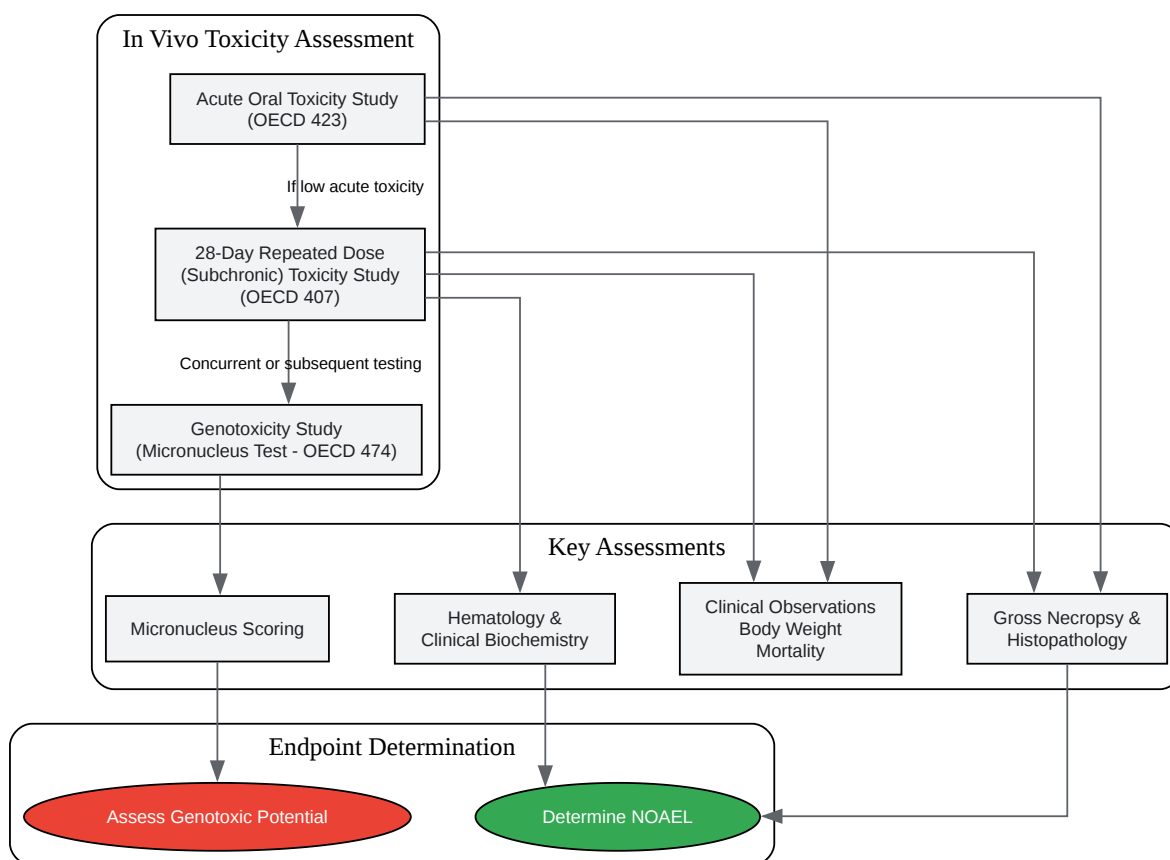 In Vivo Toxicity Assessment
Acute Oral Toxicity Study
(OECD 423)
If low acute toxicity
28-Day Repeated Dose
(Subchronic) Toxicity Study
(OECD 407)
Concurrent or subsequent testing
Genotoxicity Study
(Micronucleus Test - OECD 474)
Key Assessments
Micronucleus Scoring
Hematology &
Clinical Biochemistry
Clinical Observations
Body Weight
Mortality
Gross Necropsy &
Histopathology
Endpoint Determination
Assess Genotoxic Potential
Determine NOAEL